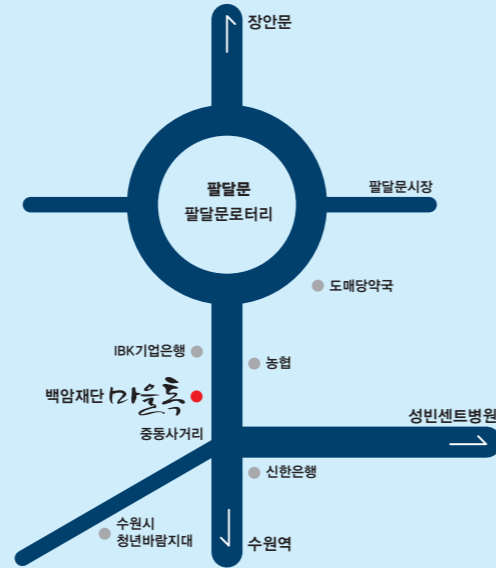 장안문
팔달문
팔달문로터리
팔달문시장
도매당약국
IBK기업은행
농협
백암재단 마을톡
중동사거리
성빈센트병원
신한은행
수원시
청년바람지대
수원역